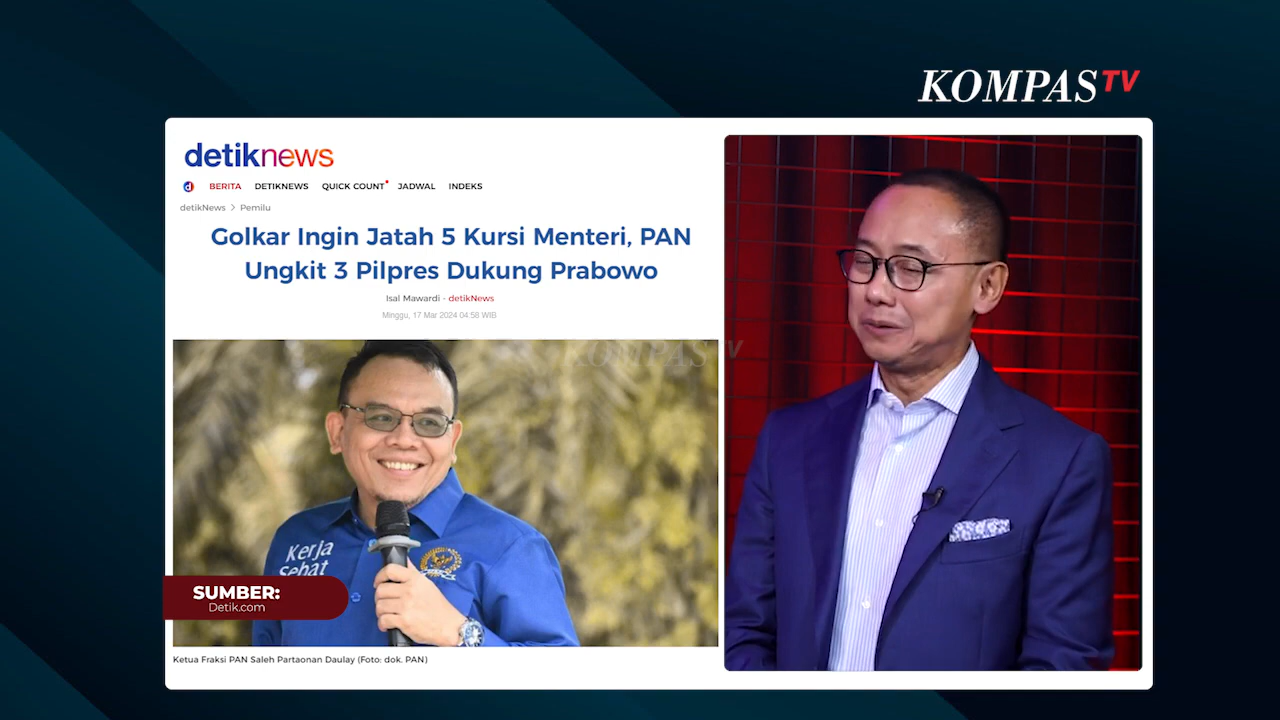 KOMPAS TV
detiknews
BERITA DETIKNEWS QUICK COUNT JADWAL INDEKS
detikNews > Pemilu
Golkar Ingin Jatah 5 Kursi Menteri, PAN
Ungkit 3 Pilpres Dukung Prabowo
Isal Mawardi - detikNews
Minggu, 17 Mar 2024 04:58 WIB
KOMPAS TV
Kerja
Sehat
SUMBER:
Detik.com
Ketua Fraksi PAN Saleh Partaonan Daulay (Foto: dok. PAN)